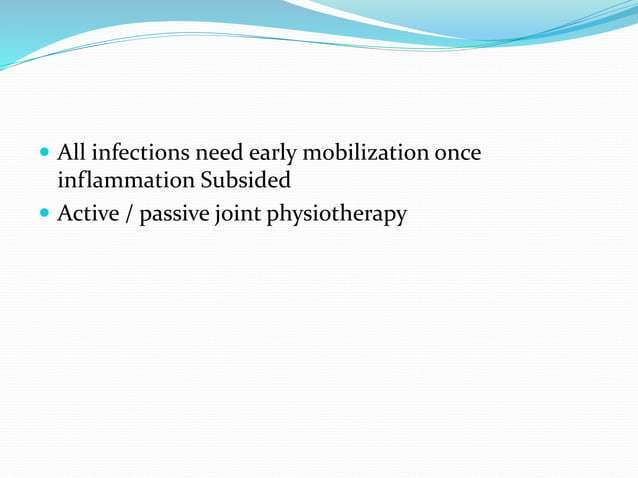 • All infections need early mobilization once
inflammation Subsided
• Active / passive joint physiotherapy